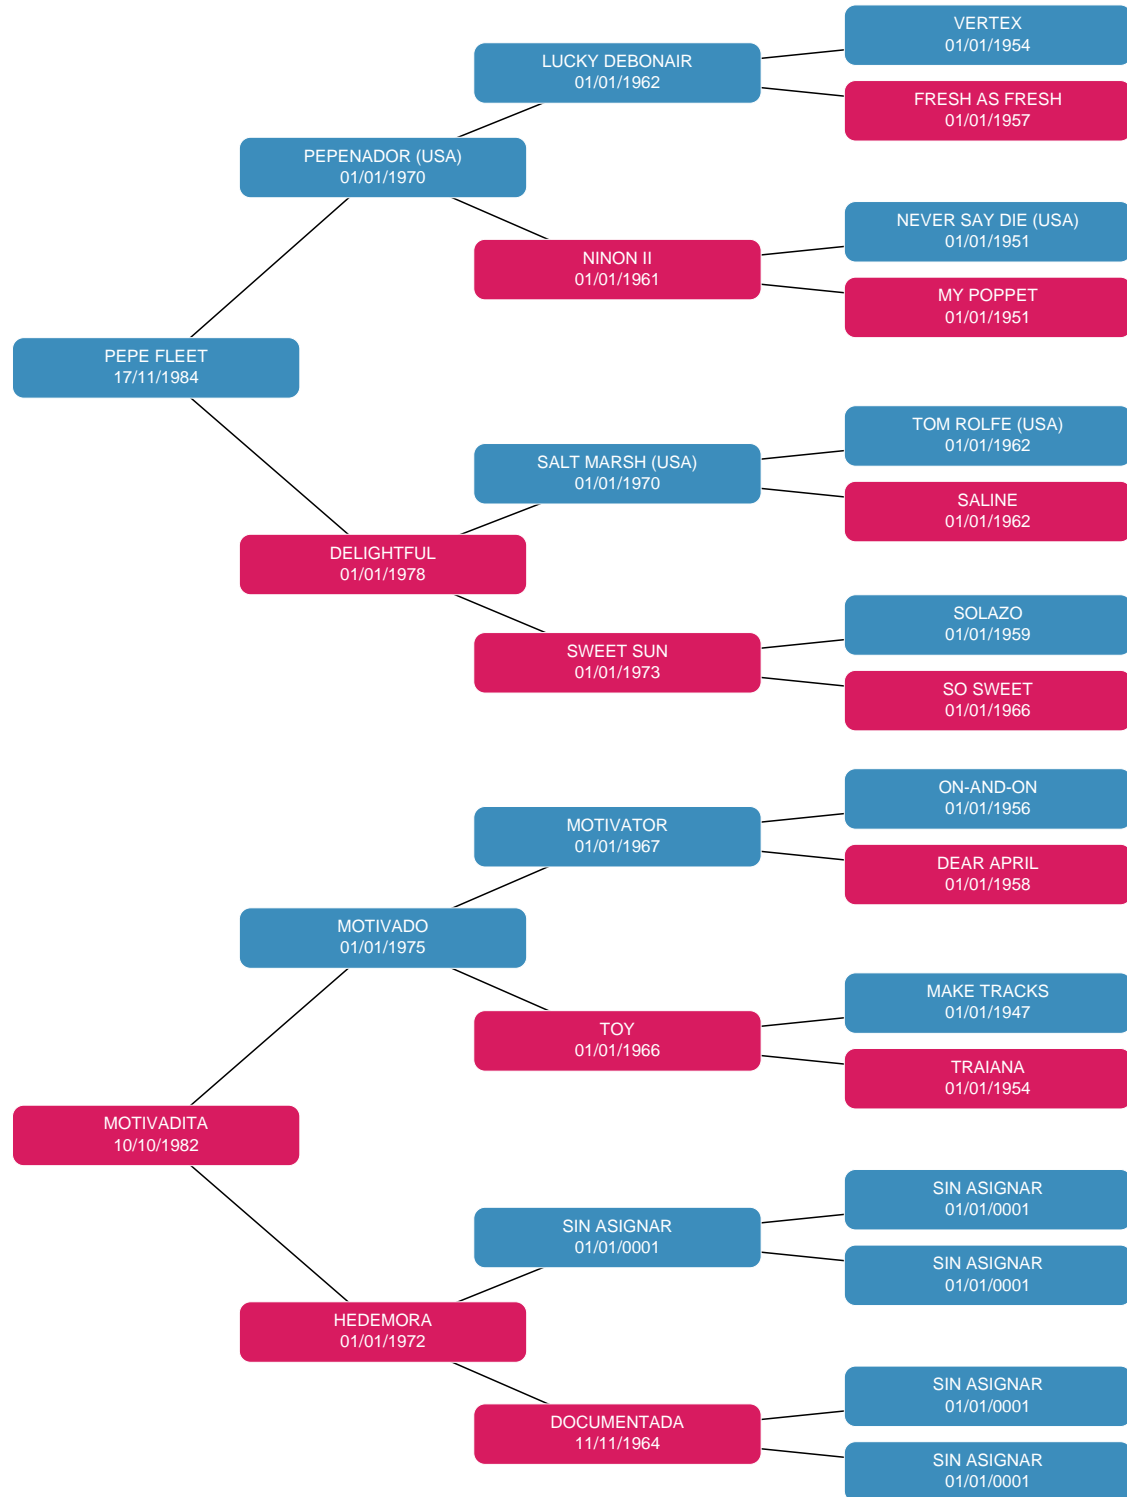 VERTEX
01/01/1954
LUCKY DEBONAIR
01/01/1962
FRESH AS FRESH
01/01/1957
PEPENADOR (USA)
01/01/1970
NEVER SAY DIE (USA)
01/01/1951
NINON II
01/01/1961
MY POPPET
01/01/1951
PEPE FLEET
17/11/1984
TOM ROLFE (USA)
01/01/1962
SALT MARSH (USA)
01/01/1970
SALINE
01/01/1962
DELIGHTFUL
01/01/1978
SOLAZO
01/01/1959
SWEET SUN
01/01/1973
SO SWEET
01/01/1966
ON-AND-ON
01/01/1956
MOTIVATOR
01/01/1967
DEAR APRIL
01/01/1958
MOTIVADO
01/01/1975
MAKE TRACKS
01/01/1947
TOY
01/01/1966
TRAIANA
01/01/1954
MOTIVADITA
10/10/1982
SIN ASIGNAR
01/01/0001
SIN ASIGNAR
01/01/0001
SIN ASIGNAR
01/01/0001
HEDEMORA
01/01/1972
SIN ASIGNAR
01/01/0001
DOCUMENTADA
11/11/1964
SIN ASIGNAR
01/01/0001